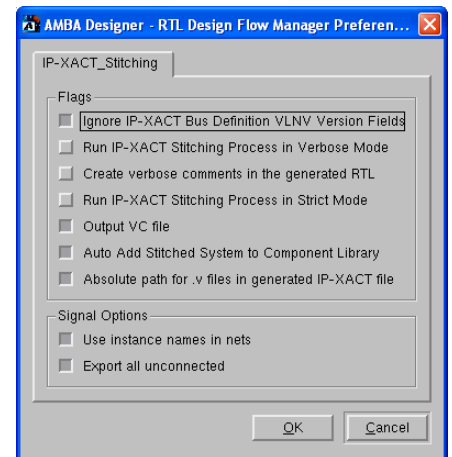 AMBA Designer - RTL Design Flow Manager Preferen...
IP-XACT_Stitching
Flags
Ignore IP-XACT Bus Definition VLNV Version Fields
Run IP-XACT Stitching Process in Verbose Mode
Create verbose comments in the generated RTL
Run IP-XACT Stitching Process in Strict Mode
Output VC file
Auto Add Stitched System to Component Library
Absolute path for .v files in generated IP-XACT file
Signal Options
Use instance names in nets
Export all unconnected
OK Cancel